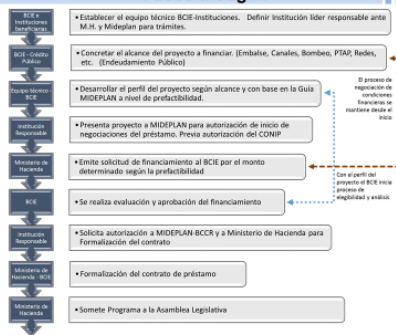 BCIE e
Instituciones
beneficiarias
• Establecer el equipo técnico BCIE-Instituciones. Definir Institución líder responsable ante
M.H. y Mideplan para trámites.
BCIE - Crédito
Público
• Concretar el alcance del proyecto a financiar. (Embalse, Canales, Bombeo, PTAP, Redes,
etc. (Endeudamiento Público)
Equipo técnico -
BCIE
• Desarrollar el perfil del proyecto según alcance y con base en la Guía
MIDEPLAN a nivel de prefactibilidad.
El proceso de
negociación de
condiciones
financieras se
mantiene desde el
inicio
Institución
Responsable
• Presenta proyecto a MIDEPLAN para autorización de inicio de
negociaciones del préstamo. Previa autorización del CONIP
Ministerio de
Hacienda
• Emite solicitud de financiamiento al BCIE por el monto
determinado según la prefactibilidad
Con el perfil del
proyecto el BCIE inicia
proceso de
elegibilidad y análisis
BCIE
• Se realiza evaluación y aprobación del financiamiento
Institución
Responsable
• Solicita autorización a MIDEPLAN-BCCR y a Ministerio de Hacienda para
Formalización del contrato
Ministerio de
Hacienda - BCIE
• Formalización del contrato de préstamo
Ministerio de
Hacienda
• Somete Programa a la Asamblea Legislativa